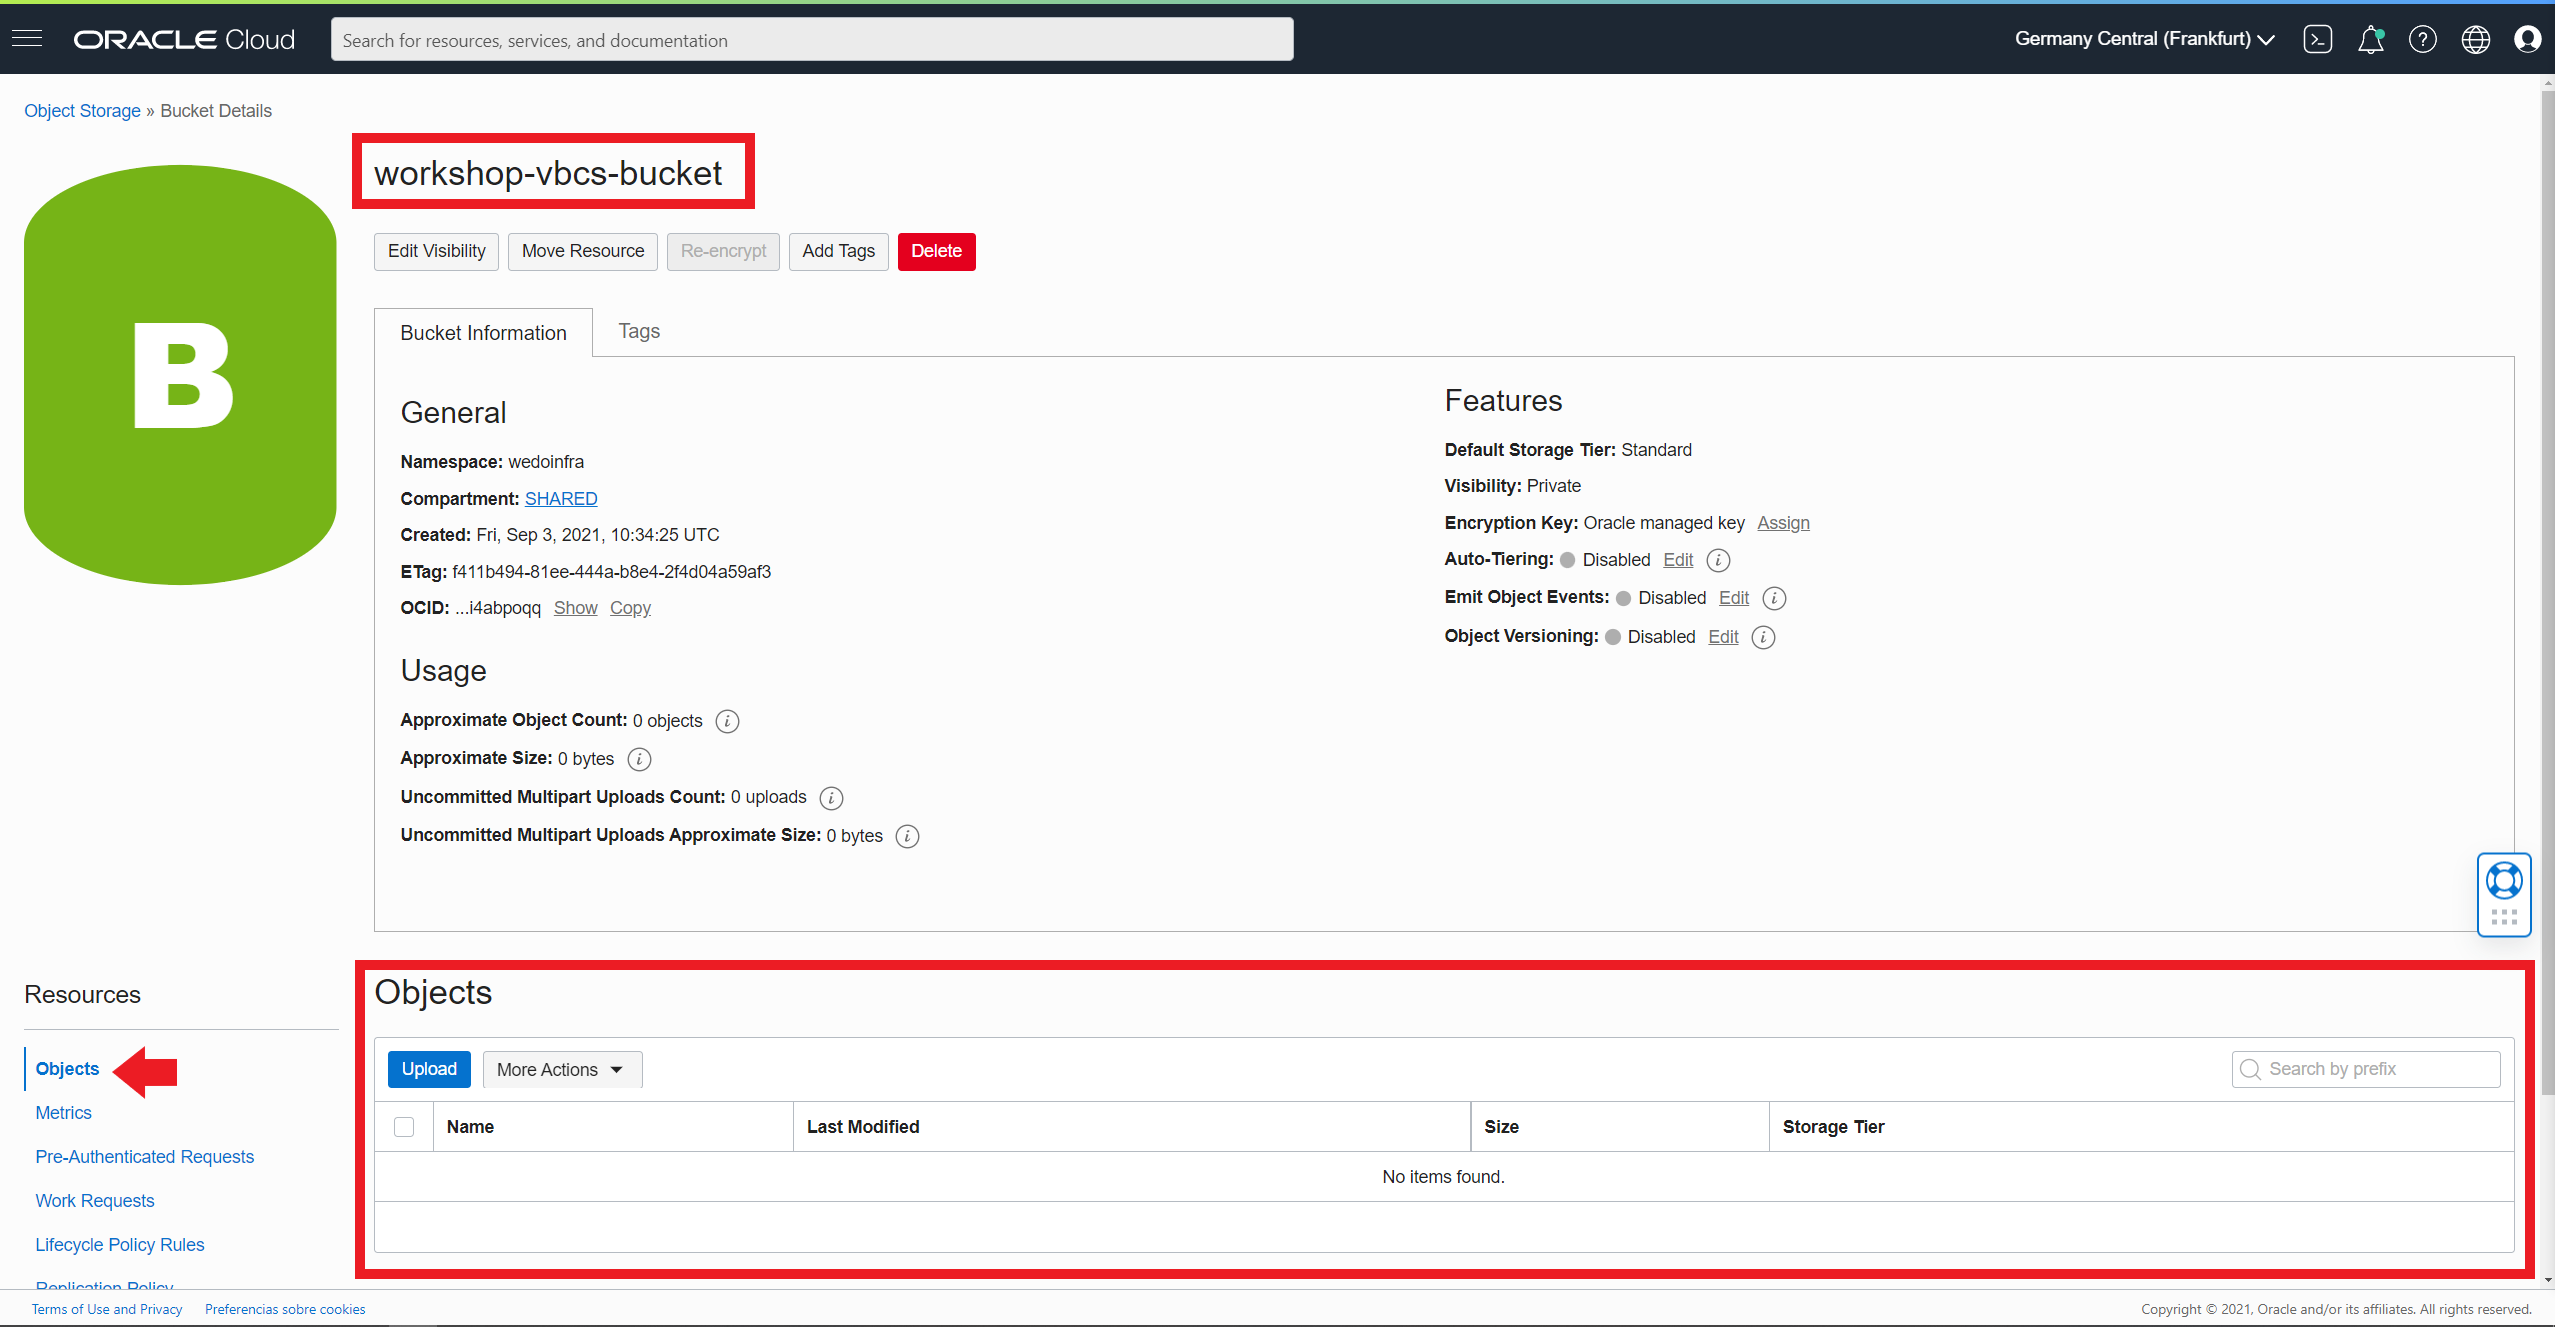 ORACLE Cloud
Search for resources, services, and documentation
Germany Central (Frankfurt)
Object Storage » Bucket Details
B
workshop-vbcs-bucket
Edit Visibility
Move Resource
Re-encrypt
Add Tags
Delete
Bucket Information
Tags
General
Namespace: wedoinfra
Compartment: SHARED
Created: Fri, Sep 3, 2021, 10:34:25 UTC
ETag: f411b494-81ee-444a-b8e4-2f4d04a59af3
OCID: ...i4abpoqq Show Copy
Usage
Approximate Object Count: 0 objects
Approximate Size: 0 bytes
Uncommitted Multipart Uploads Count: 0 uploads
Uncommitted Multipart Uploads Approximate Size: 0 bytes
Features
Default Storage Tier: Standard
Visibility: Private
Encryption Key: Oracle managed key Assign
Auto-Tiering: Disabled Edit
Emit Object Events: Disabled Edit
Object Versioning: Disabled Edit
Resources
Objects
Metrics
Pre-Authenticated Requests
Work Requests
Lifecycle Policy Rules
Replication Policy
Objects
Upload
More Actions
Search by prefix
Name
Last Modified
Size
Storage Tier
No items found.
Terms of Use and Privacy
Preferencias sobre cookies
Copyright © 2021, Oracle and/or its affiliates. All rights reserved.